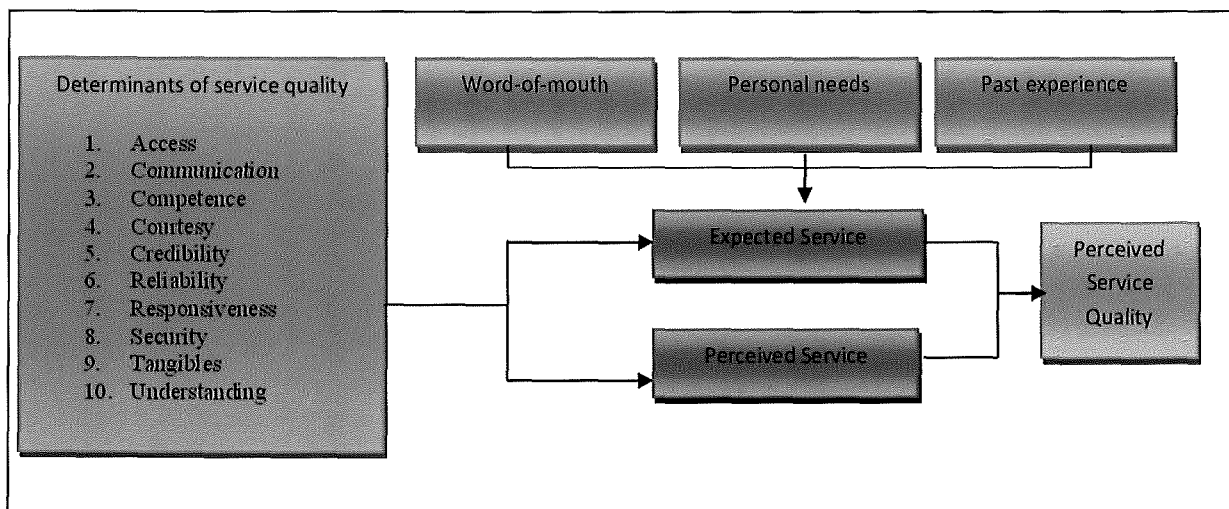 Determinants of service quality
1. Access
2. Communication
3. Competence
4. Courtesy
5. Credibility
6. Reliability
7. Responsiveness
8. Security
9. Tangibles
10. Understanding
Word-of-mouth
Personal needs
Past experience
Expected Service
Perceived Service
Perceived
Service
Quality